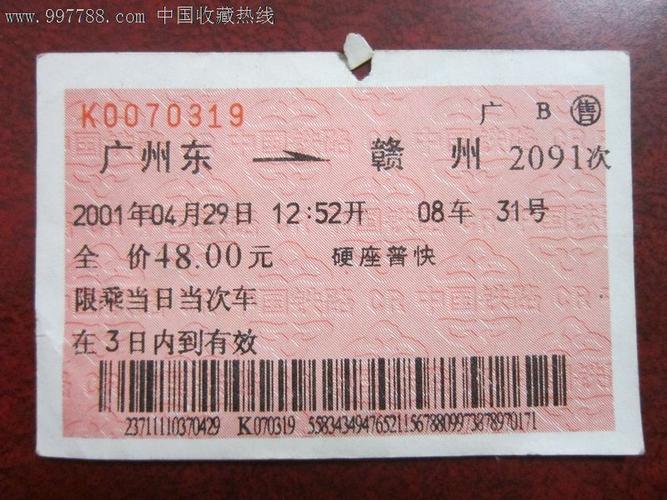 www.997788.com 中国收藏热线
K0070319 广 B 售
广州东 → 赣州 2091次
2001年04月29日 12:52开 08车 31号
全 价48.00元 硬座普快
限乘当日当次车
在3日内到有效
23711110370429 K070319 5583434947652115678809973878970171